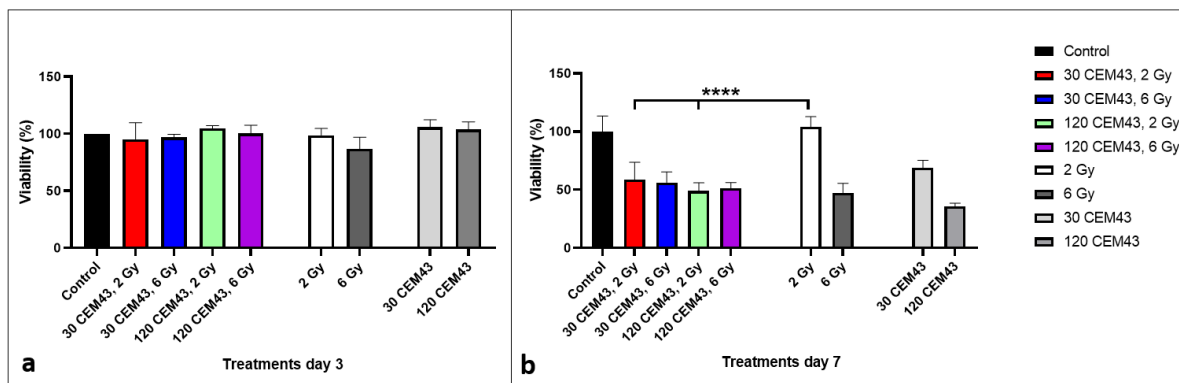 150
100
50
0
Viability (%)
Control
30 CEM43, 2 Gy
30 CEM43, 6 Gy
120 CEM43, 2 Gy
120 CEM43, 6 Gy
2 Gy
6 Gy
30 CEM43
120 CEM43
Treatments day 3
a
150
100
50
0
Viability (%)
****
Control
30 CEM43, 2 Gy
30 CEM43, 6 Gy
120 CEM43, 2 Gy
120 CEM43, 6 Gy
2 Gy
6 Gy
30 CEM43
120 CEM43
Treatments day 7
b
Control
30 CEM43, 2 Gy
30 CEM43, 6 Gy
120 CEM43, 2 Gy
120 CEM43, 6 Gy
2 Gy
6 Gy
30 CEM43
120 CEM43